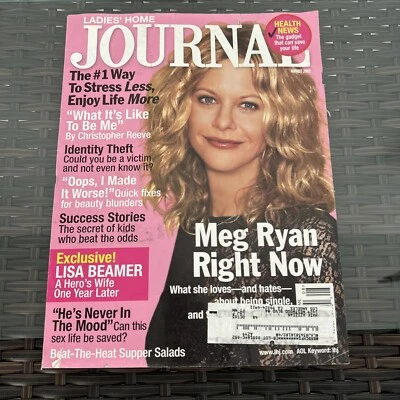 LADIES' HOME
JOURNAL
HEALTH
NEWS
The gadget
that can save
your life
The #1 Way
To Stress Less,
Enjoy Life More
"What It's Like
To Be Me"
By Christopher Reeve
Identity Theft
Could you be a victim
and not even know it?
"Oops, I Made
It Worse!" Quick fixes
for beauty blunders
Success Stories
The secret of kids
who beat the odds
Exclusive!
LISA BEAMER
A Hero's Wife
One Year Later
"He's Never In
The Mood" Can this
sex life be saved?
Beat-The-Heat Supper Salads
Meg Ryan
Right Now
What she loves—and hates—
about being single,
and
www.lhj.com AOL Keyword: lhj